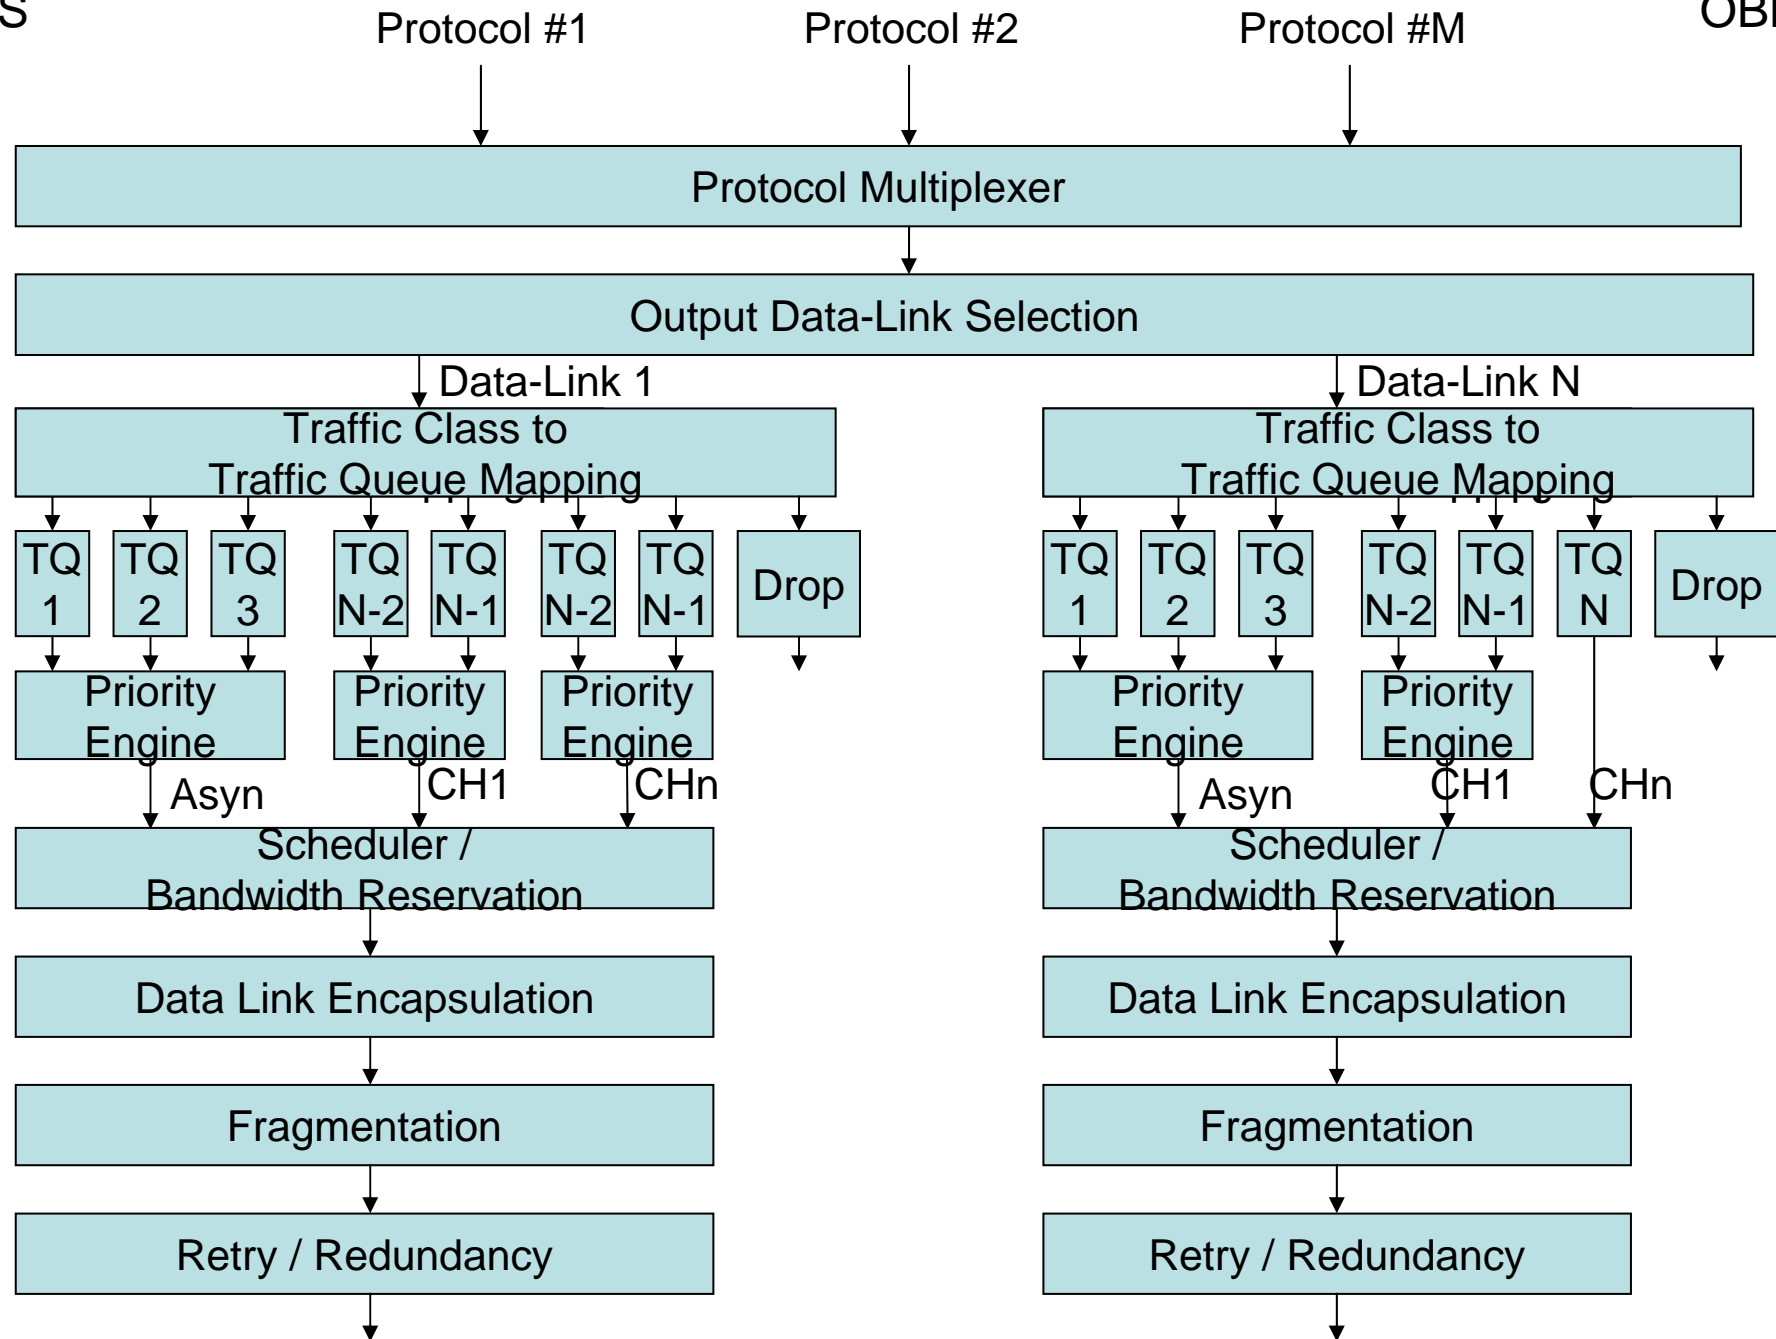 Protocol #1
Protocol #2
Protocol #M
Protocol Multiplexer
Output Data-Link Selection
Data-Link 1
Data-Link N
Traffic Class to
Traffic Queue Mapping
Traffic Class to
Traffic Queue Mapping
TQ
1
TQ
2
TQ
3
TQ
N-2
TQ
N-1
TQ
N-2
TQ
N-1
Drop
TQ
1
TQ
2
TQ
3
TQ
N-2
TQ
N-1
TQ
N
Drop
Priority
Engine
Priority
Engine
Priority
Engine
Priority
Engine
Priority
Engine
Asyn
CH1
CHn
Asyn
CH1
CHn
Scheduler /
Bandwidth Reservation
Scheduler /
Bandwidth Reservation
Data Link Encapsulation
Data Link Encapsulation
Fragmentation
Fragmentation
Retry / Redundancy
Retry / Redundancy